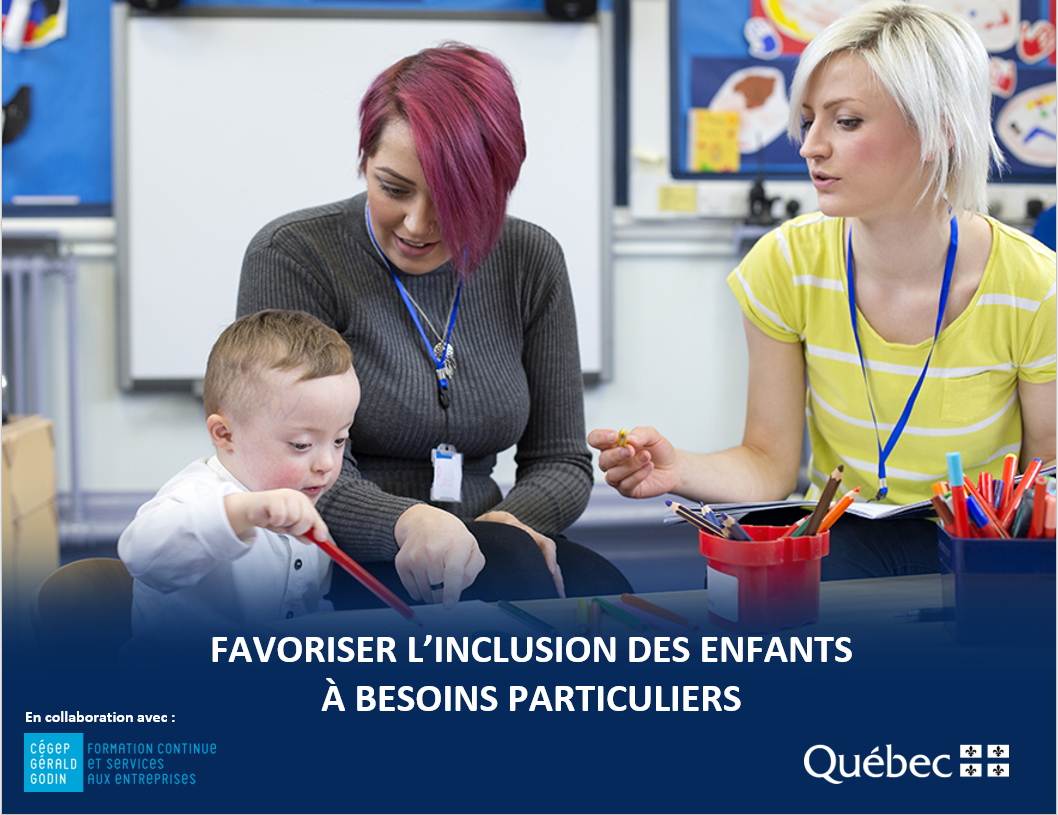 FAVORISER L’INCLUSION DES ENFANTS
À BESOINS PARTICULIERS
En collaboration avec :
CÉGEP
GÉRALD
GODIN
FORMATION CONTINUE
ET SERVICES
AUX ENTREPRISES
Québec